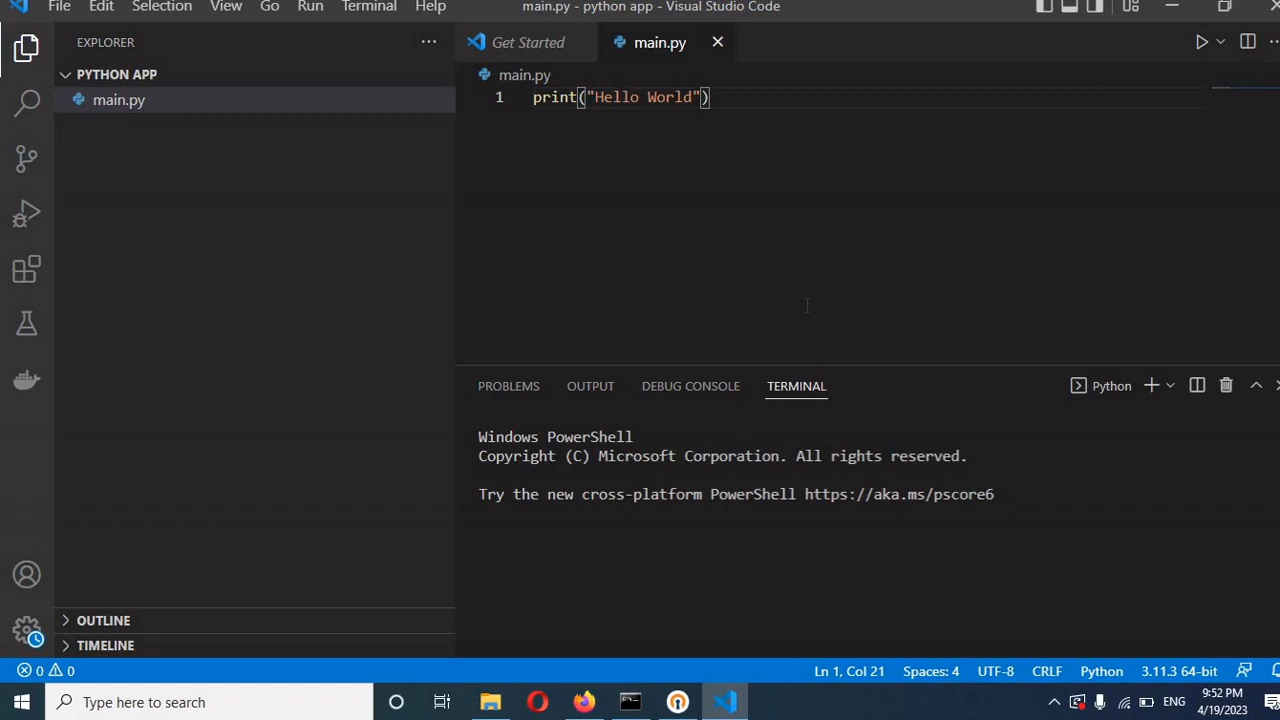 File Edit Selection View Go Run Terminal Help main.py - python app - Visual Studio Code
EXPLORER
PYTHON APP
main.py
OUTLINE
TIMELINE
Get Started main.py
main.py
1 print("Hello World")
PROBLEMS OUTPUT DEBUG CONSOLE TERMINAL Python
Windows PowerShell
Copyright (C) Microsoft Corporation. All rights reserved.
Try the new cross-platform PowerShell https://aka.ms/pscore6
0 0 Ln 1, Col 21 Spaces: 4 UTF-8 CRLF Python 3.11.3 64-bit
Type here to search ENG 9:52 PM
4/19/2023